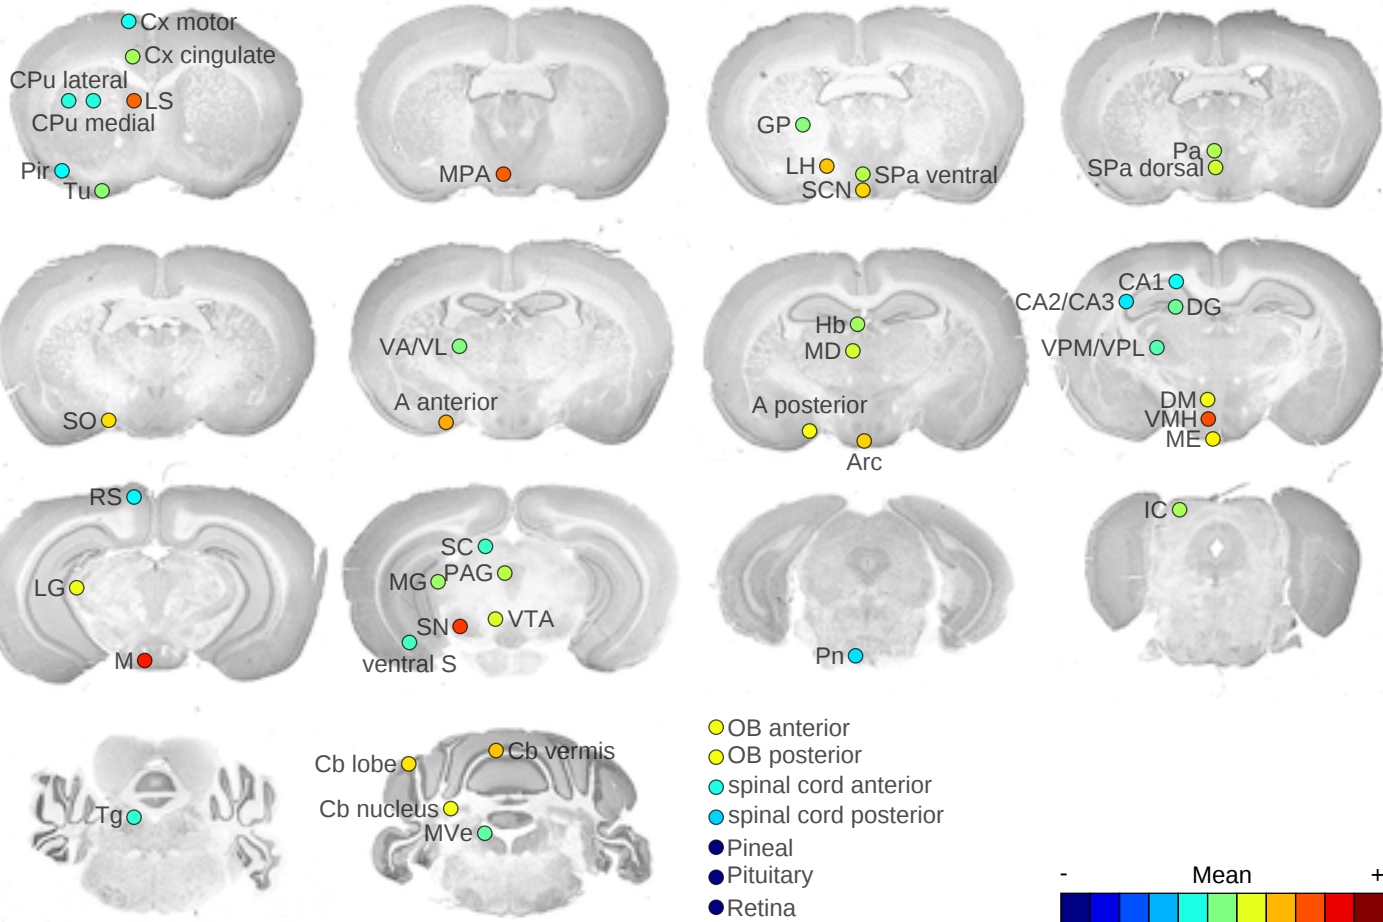 Cx motor
Cx cingulate
CPu lateral
LS
CPu medial
Pir
Tu
MPA
GP
LH
SPa ventral
SCN
Pa
SPa dorsal
SO
VA/VL
A anterior
Hb
MD
A posterior
Arc
CA1
CA2/CA3
DG
VPM/VPL
DM
VMH
ME
RS
LG
M
SC
MG
PAG
SN
VTA
ventral S
Pn
IC
Tg
Cb lobe
Cb vermis
Cb nucleus
MVe
OB anterior
OB posterior
spinal cord anterior
spinal cord posterior
Pineal
Pituitary
Retina
- Mean +